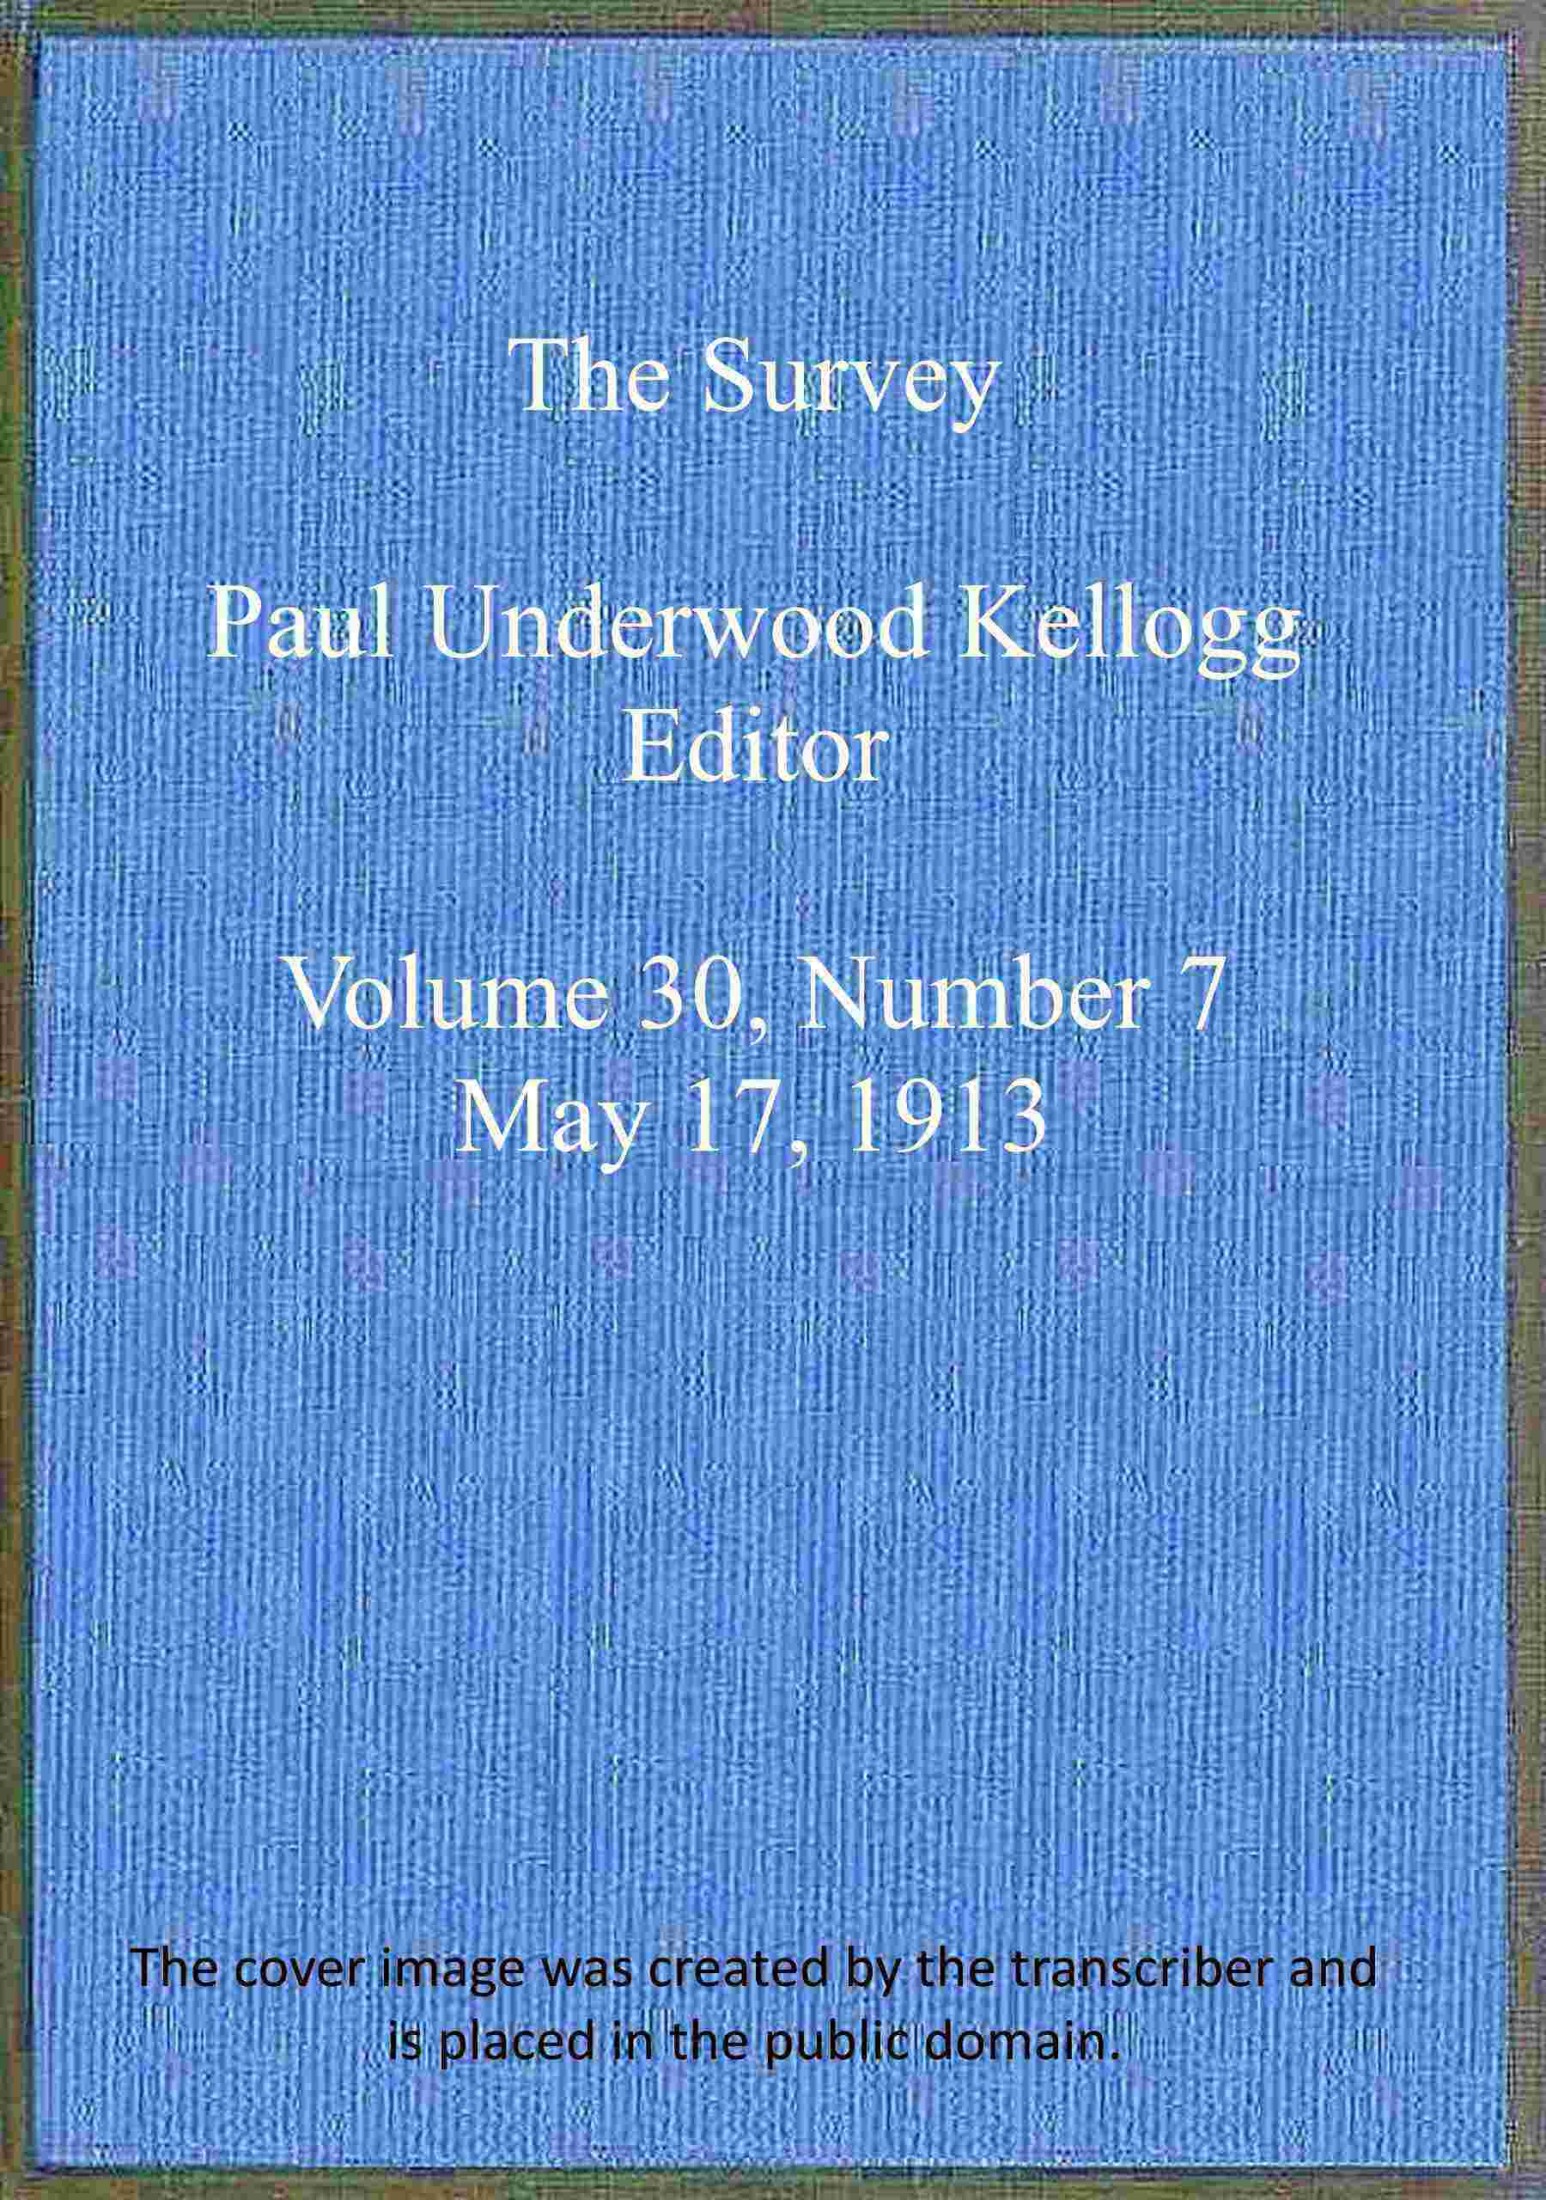 The Survey
Paul Underwood Kellogg
Editor
Volume 30, Number 7
May 17, 1913
The cover image was created by the transcriber and
is placed in the public domain.